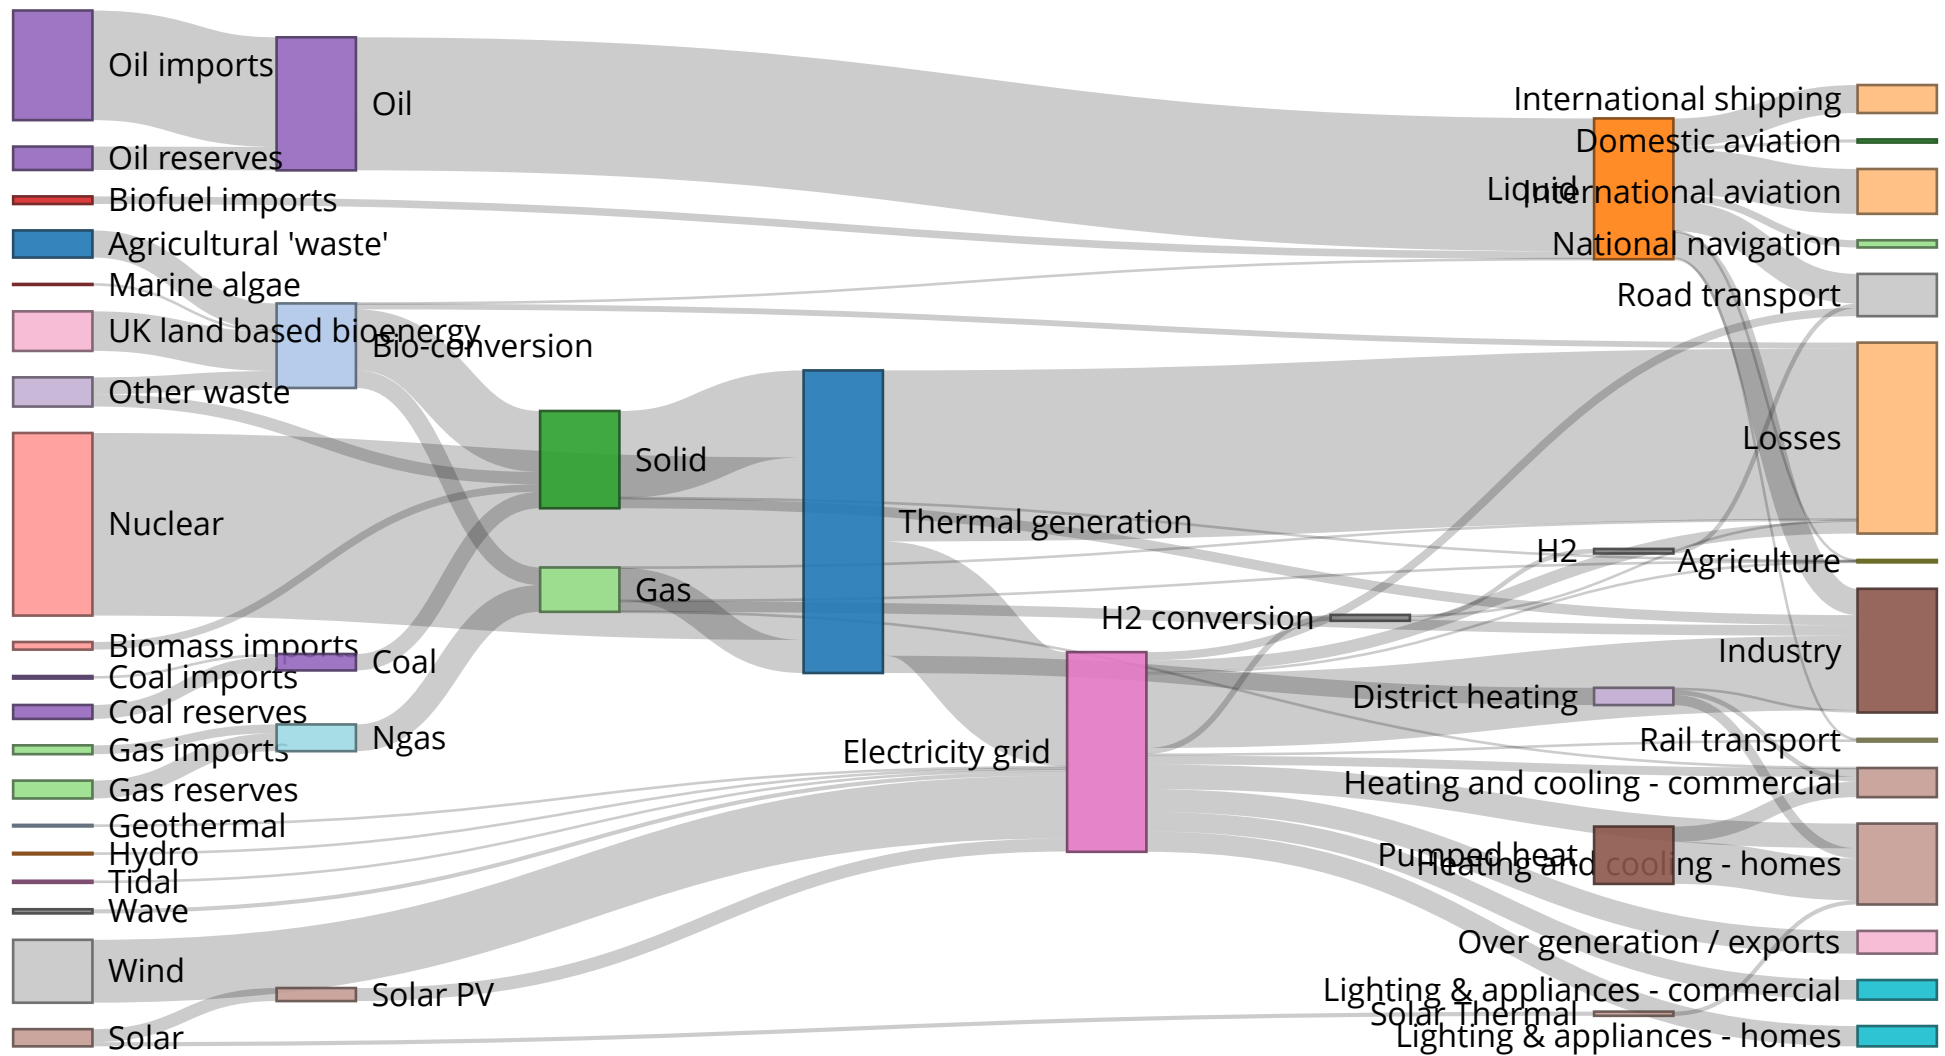 Oil imports
Oil
Oil reserves
Biofuel imports
Agricultural 'waste'
Marine algae
UK land based bioenergy
Bio-conversion
Other waste
Solid
Nuclear
Gas
Thermal generation
Biomass imports
Coal
Coal imports
Coal reserves
Ngas
Gas imports
Gas reserves
Geothermal
Hydro
Tidal
Wave
Wind
Solar PV
Solar
Electricity grid
International shipping
Domestic aviation
Liquid
International aviation
National navigation
Road transport
Losses
H2
Agriculture
H2 conversion
Industry
District heating
Rail transport
Heating and cooling - commercial
Pumped heat
Heating and cooling - homes
Over generation / exports
Lighting & appliances - commercial
Solar Thermal
Lighting & appliances - homes